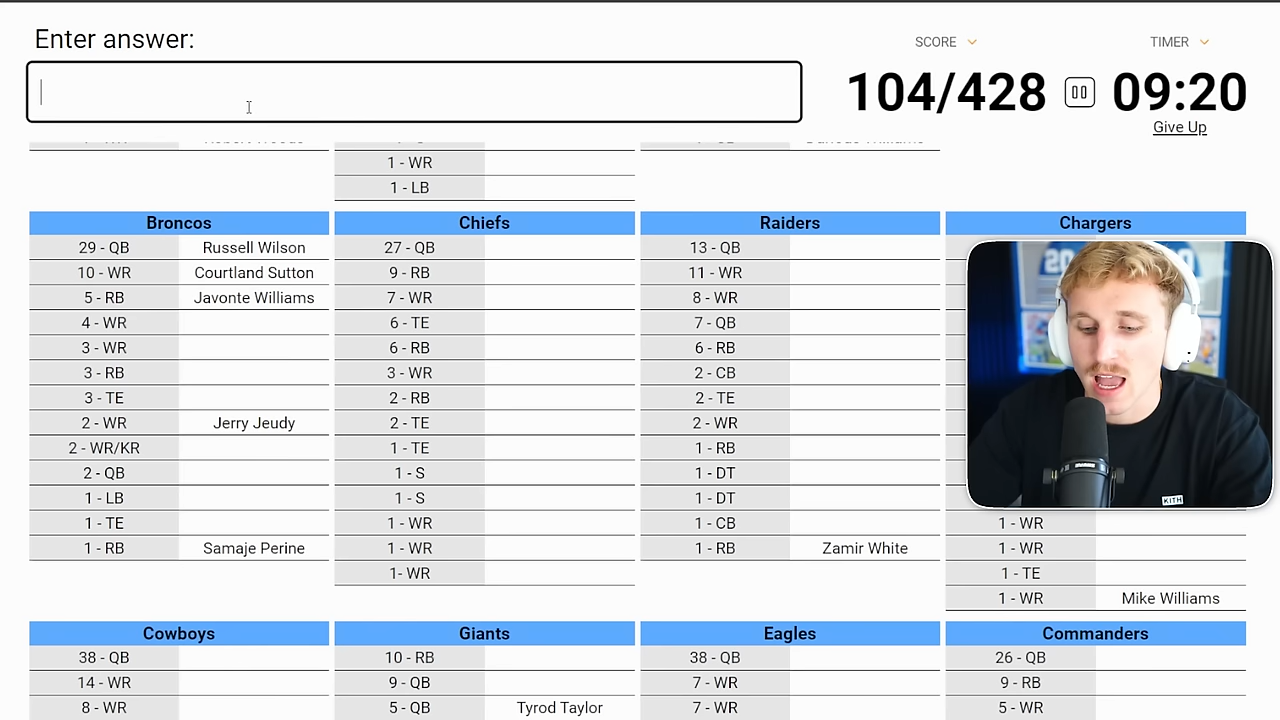 Enter answer:
SCORE
TIMER
104/428
09:20
Give Up
1 - WR
1 - LB
Broncos
29 - QB Russell Wilson
10 - WR Courtland Sutton
5 - RB Javonte Williams
4 - WR
3 - WR
3 - RB
3 - TE
2 - WR Jerry Jeudy
2 - WR/KR
2 - QB
1 - LB
1 - TE
1 - RB Samaje Perine
Chiefs
27 - QB
9 - RB
7 - WR
6 - TE
6 - RB
3 - WR
2 - RB
2 - TE
1 - TE
1 - S
1 - S
1 - WR
1 - WR
1- WR
Raiders
13 - QB
11 - WR
8 - WR
7 - QB
6 - RB
2 - CB
2 - TE
2 - WR
1 - RB
1 - DT
1 - DT
1 - CB
1 - RB Zamir White
Chargers
1 - WR
1 - WR
1 - TE
1 - WR Mike Williams
KITH
Cowboys
38 - QB
14 - WR
8 - WR
Giants
10 - RB
9 - QB
5 - QB Tyrod Taylor
Eagles
38 - QB
7 - WR
7 - WR
Commanders
26 - QB
9 - RB
5 - WR